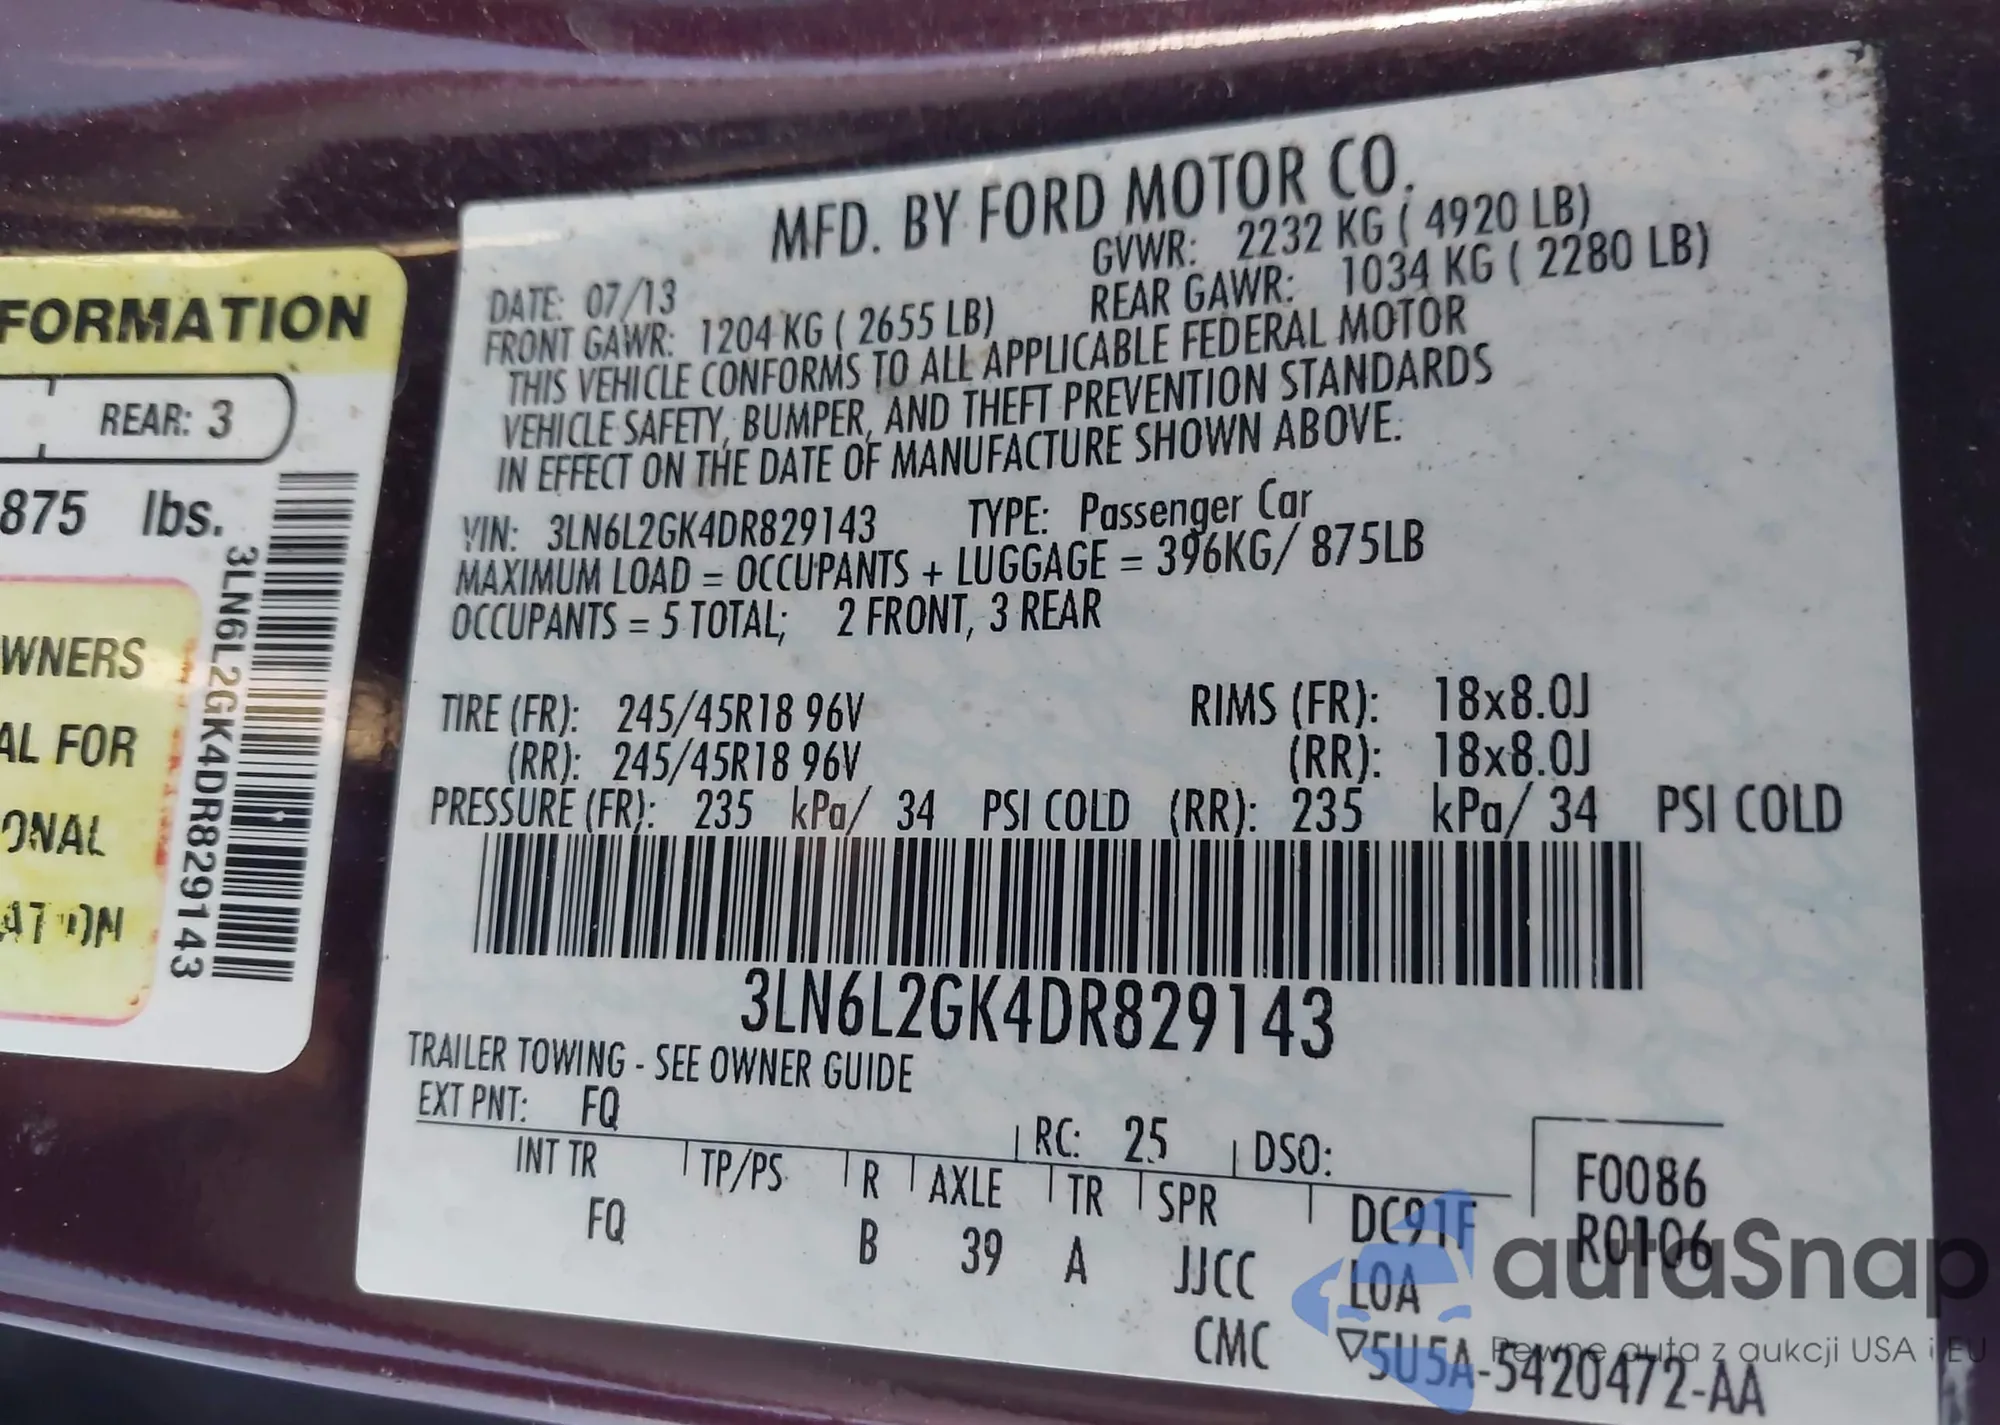 FORMATION
REAR: 3
875 lbs.
3LN6L2GK4DR829143
WNERS
AL FOR
ONAL
MFD. BY FORD MOTOR CO.
DATE: 07/13 GVWR: 2232 KG ( 4920 LB)
FRONT GAWR: 1204 KG ( 2655 LB) REAR GAWR: 1034 KG ( 2280 LB)
THIS VEHICLE CONFORMS TO ALL APPLICABLE FEDERAL MOTOR
VEHICLE SAFETY, BUMPER, AND THEFT PREVENTION STANDARDS
IN EFFECT ON THE DATE OF MANUFACTURE SHOWN ABOVE.
VIN: 3LN6L2GK4DR829143 TYPE: Passenger Car
MAXIMUM LOAD = OCCUPANTS + LUGGAGE = 396KG/ 875LB
OCCUPANTS = 5 TOTAL; 2 FRONT, 3 REAR
TIRE (FR): 245/45R18 96V RIMS (FR): 18x8.0J
(RR): 245/45R18 96V (RR): 18x8.0J
PRESSURE (FR): 235 kPa/ 34 PSI COLD (RR): 235 kPa/ 34 PSI COLD
3LN6L2GK4DR829143
TRAILER TOWING - SEE OWNER GUIDE
EXT PNT: FQ RC: 25 DSO:
INT TR TP/PS R AXLE TR SPR DC91F F0086
FQ B 39 A JJCC LOA R0106
CMC ▽5U5A-5420472-AA
autaSnap
Pewne auta z aukcji USA i EU